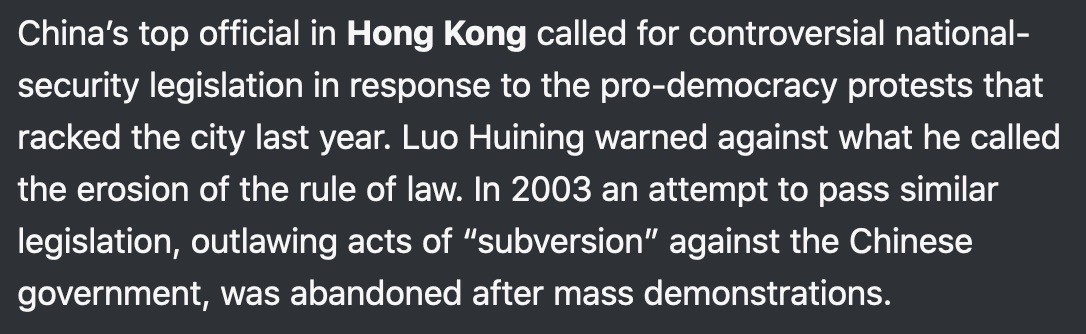 China’s top official in Hong Kong called for controversial national-
security legislation in response to the pro-democracy protests that
racked the city last year. Luo Huining warned against what he called
the erosion of the rule of law. In 2003 an attempt to pass similar
legislation, outlawing acts of “subversion” against the Chinese
government, was abandoned after mass demonstrations.